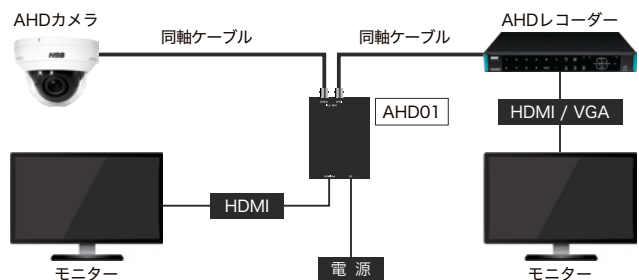 AHDカメラ
同軸ケーブル
同軸ケーブル
AHDレコーダー
NSB
AHD01
HDMI / VGA
HDMI
モニター
電 源
モニター